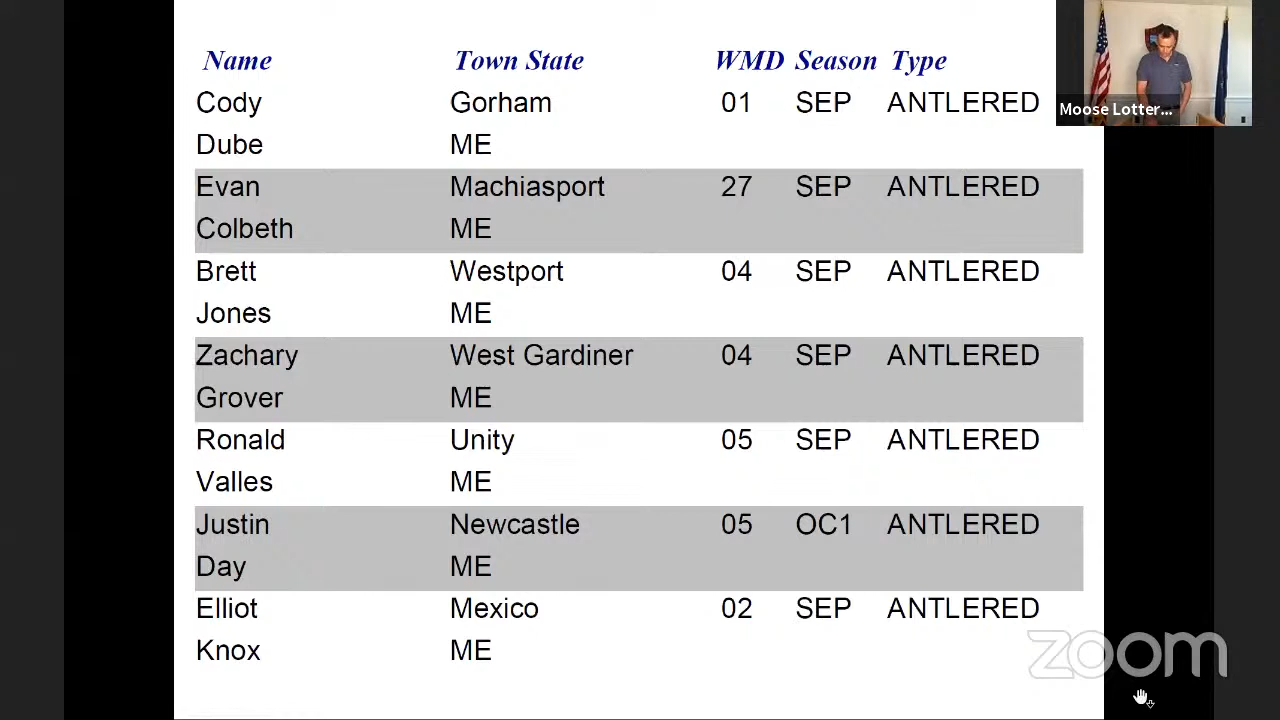 Name Town State WMD Season Type
Cody Gorham 01 SEP ANTLERED
Dube ME
Evan Machiasport 27 SEP ANTLERED
Colbeth ME
Brett Westport 04 SEP ANTLERED
Jones ME
Zachary West Gardiner 04 SEP ANTLERED
Grover ME
Ronald Unity 05 SEP ANTLERED
Valles ME
Justin Newcastle 05 OC1 ANTLERED
Day ME
Elliot Mexico 02 SEP ANTLERED
Knox ME
Moose Lotter...
zoom